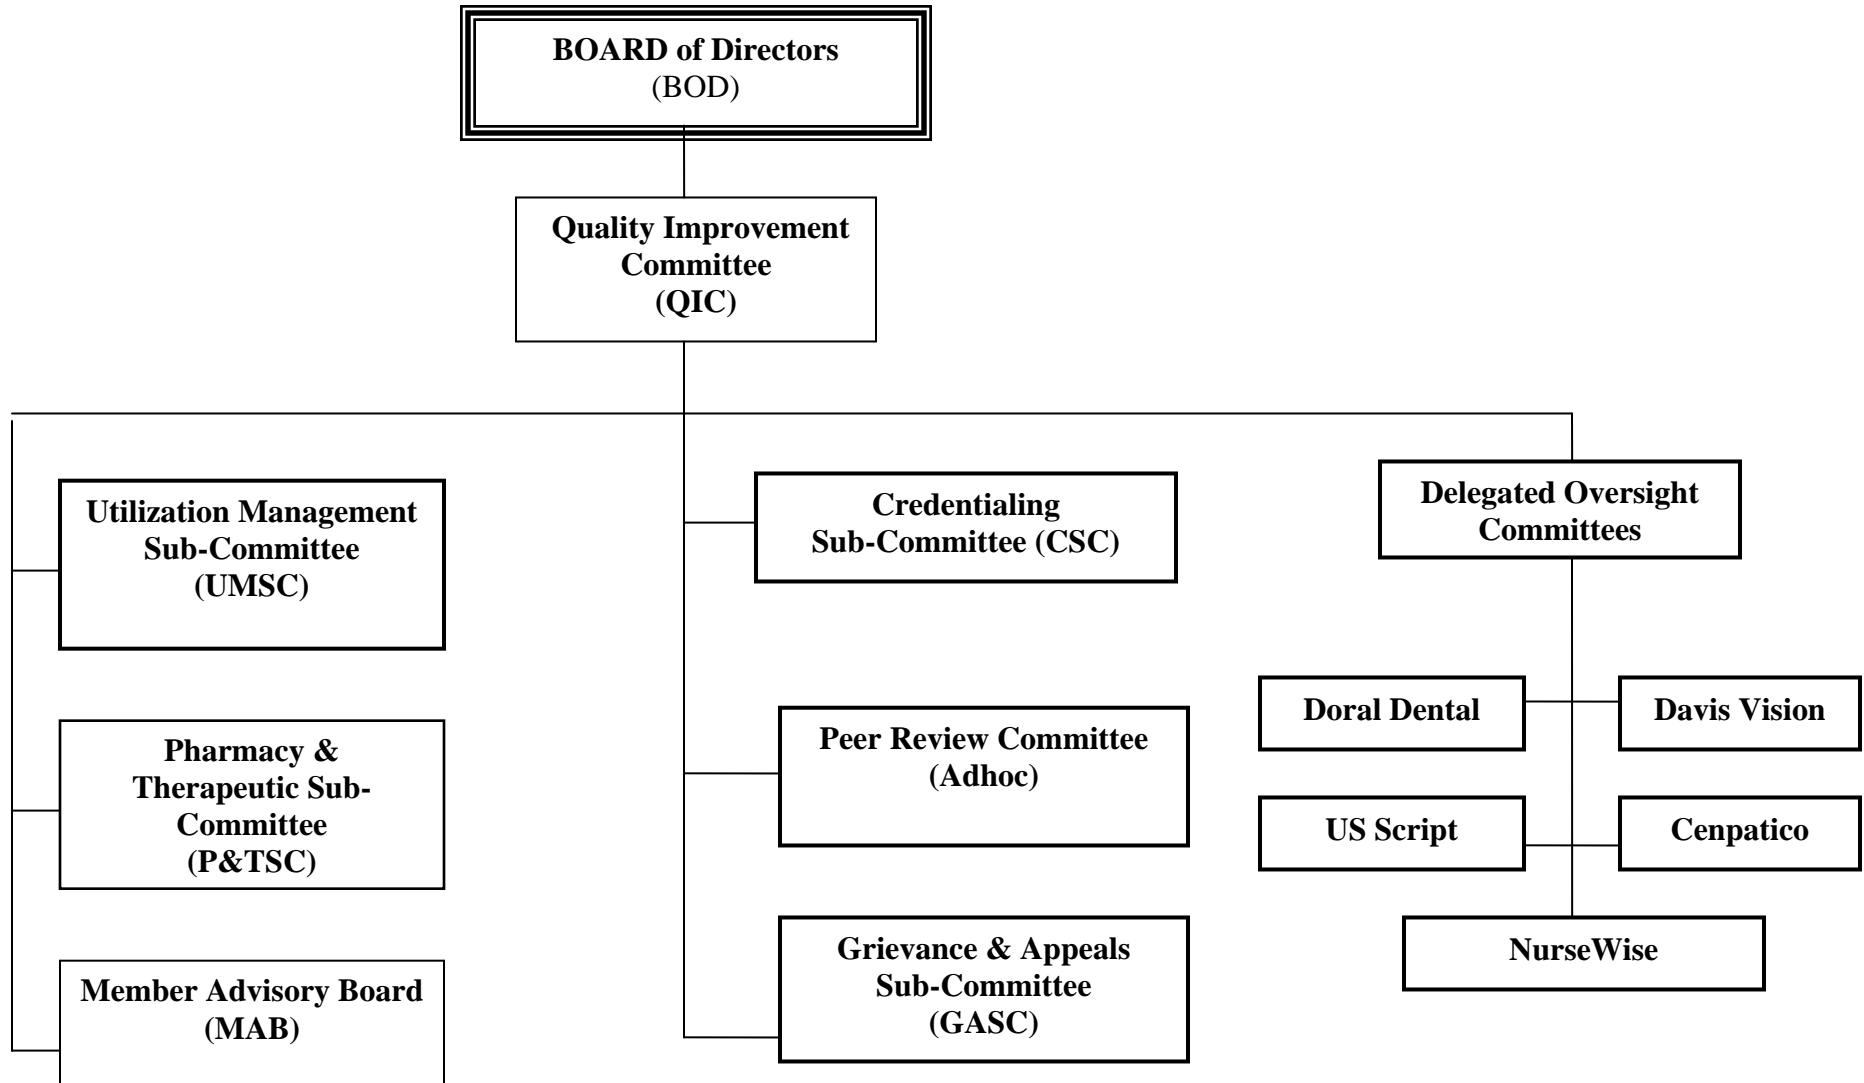 BOARD of Directors
(BOD)
Quality Improvement
Committee
(QIC)
Utilization Management
Sub-Committee
(UMSC)
Pharmacy &
Therapeutic Sub-
Committee
(P&TSC)
Member Advisory Board
(MAB)
Credentialing
Sub-Committee (CSC)
Peer Review Committee
(Adhoc)
Grievance & Appeals
Sub-Committee
(GASC)
Delegated Oversight
Committees
Doral Dental
Davis Vision
US Script
Cenpatico
NurseWise